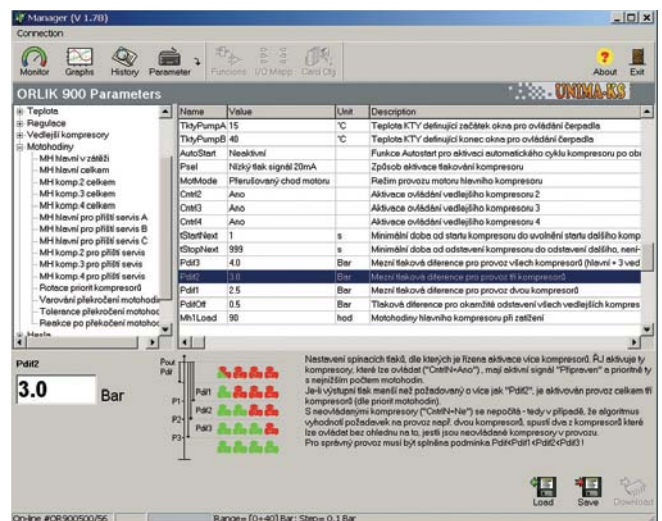 Manager (V 1.7B)
Connection
Monitor Graphs History Parameter Funcions I/O Mapp Card Cfg About Exit
ORLIK 900 Parameters UNIMA-KS
Teplota
Regulace
Vedlejší kompresory
Motohodiny
MH hlavní v zátěži
MH hlavní celkem
MH komp.2 celkem
MH komp.3 celkem
MH komp.4 celkem
MH hlavní pro příští servis A
MH hlavní pro příští servis B
MH hlavní pro příští servis C
MH komp.2 pro příští servis
MH komp.3 pro příští sevis
MH komp.4 pro příští servis
Rotace priorit kompresorů
Varování překročení motohodin
Tolerance překročení motohoc
Reakce po překočení motohoc
Hesla
Name Value Unit Description
TktyPumpA 15 °C Teplota KTY definující začátek okna pro ovládání čerpadla
TktyPumpB 40 °C Teplota KTY definující konec okna pro ovládání čerpadla
AutoStart Neaktivní Funkce Autostart pro aktivaci automatického cyklu kompresoru po obn
Psel Nízký tlak signál 20mA Způsob aktivace tlakování kompresoru
MotMode Přerušovaný chod motoru Režim provozu motoru hlavního kompresoru
Cntrl2 Ano Aktivace ovládání vedlejšího kompresoru 2
Cntrl3 Ano Aktivace ovládání vedlejšího kompresoru 3
Cntrl4 Ano Aktivace ovládání vedlejšího kompresoru 4
tStartNext 1 s Minimální doba od startu kompresoru do uvolnění startu dalšího komp
tStopNext 999 s Minimální doba od odstavení kompresoru do odstavení dalšího, není-
Pdif3 4.0 Bar Mezní tlaková diference pro provoz všech kompresorů (hlavní + 3 ved
Pdif2 3.0 Bar Mezní tlaková diference pro provoz tří kompresorů
Pdif1 2.5 Bar Mezní tlaková diference pro provoz dvou kompresorů
PdifOff 0.5 Bar Tlaková diference pro okamžité odstavení všech vedlejších kompres
Mh1Load 90 hod Motohodiny hlavního kompresoru při zatížení
Pdif2
3.0 Bar
Pout
Pdif
P1
P2
P3
Pdif1
Pdif2
Pdif3
Nastavení spínacích tlaků, dle kterých je řízena aktivace více kompresorů. ŘJ aktivuje ty
kompresory, které lze ovládat ("CntrlN=Ano") , mají aktivní signál "Připraven" a prioritně ty
s nejnižším počtem motohodin.
Je-li výstupní tlak menší než požadovaný o více jak "Pdif2", je aktivován provoz celkem tří
kompresorů (dle priorit motohodin).
S neovládanými kompresory ("CntrlN=Ne") se nepočítá - tedy v případě, že algoritmus
vyhodnotí požadavek na provoz např. dvou kompresorů, spustí dva z kompresorů které
lze ovládat bez ohlednu na to, jestli jsou neovládané kompresory v provozu.
Pro správný provoz musí být splněna podmínka Pdif<Pdif1<Pdif2<Pdif3 !
Load Save Download
On-line #OR900500/56 Range= [0÷40] Bar; Step= 0.1 Bar